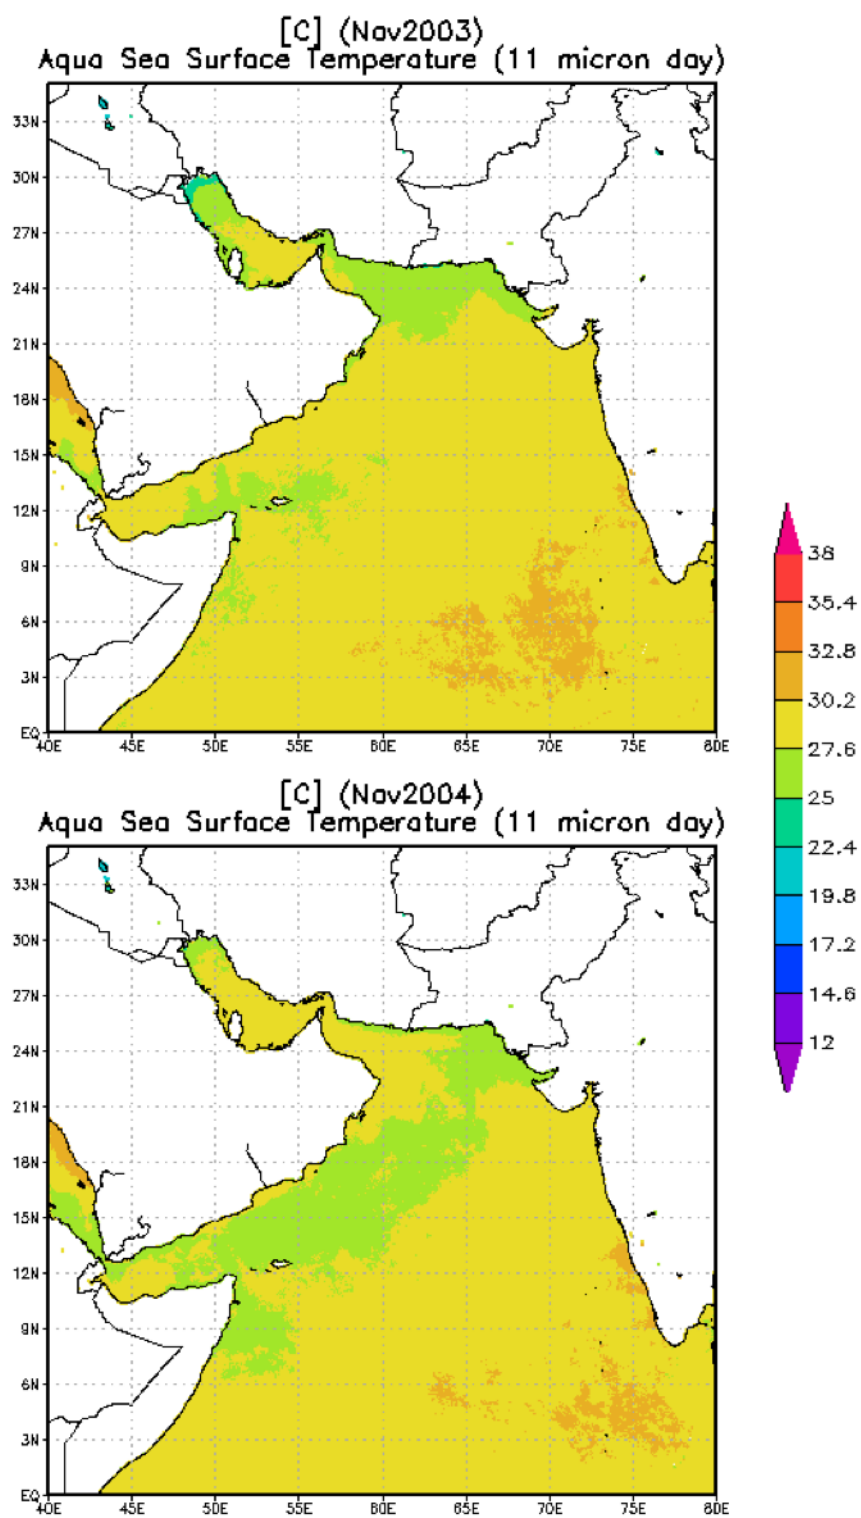 [C] (Nov2003)
Aqua Sea Surface Temperature (11 micron day)
33N
30N
27N
24N
21N
18N
15N
12N
9N
6N
3N
EQ
40E 45E 50E 55E 60E 65E 70E 75E 80E
[C] (Nov2004)
Aqua Sea Surface Temperature (11 micron day)
33N
30N
27N
24N
21N
18N
15N
12N
9N
6N
3N
EQ
40E 45E 50E 55E 60E 65E 70E 75E 80E
38
35.4
32.8
30.2
27.6
25
22.4
19.8
17.2
14.6
12